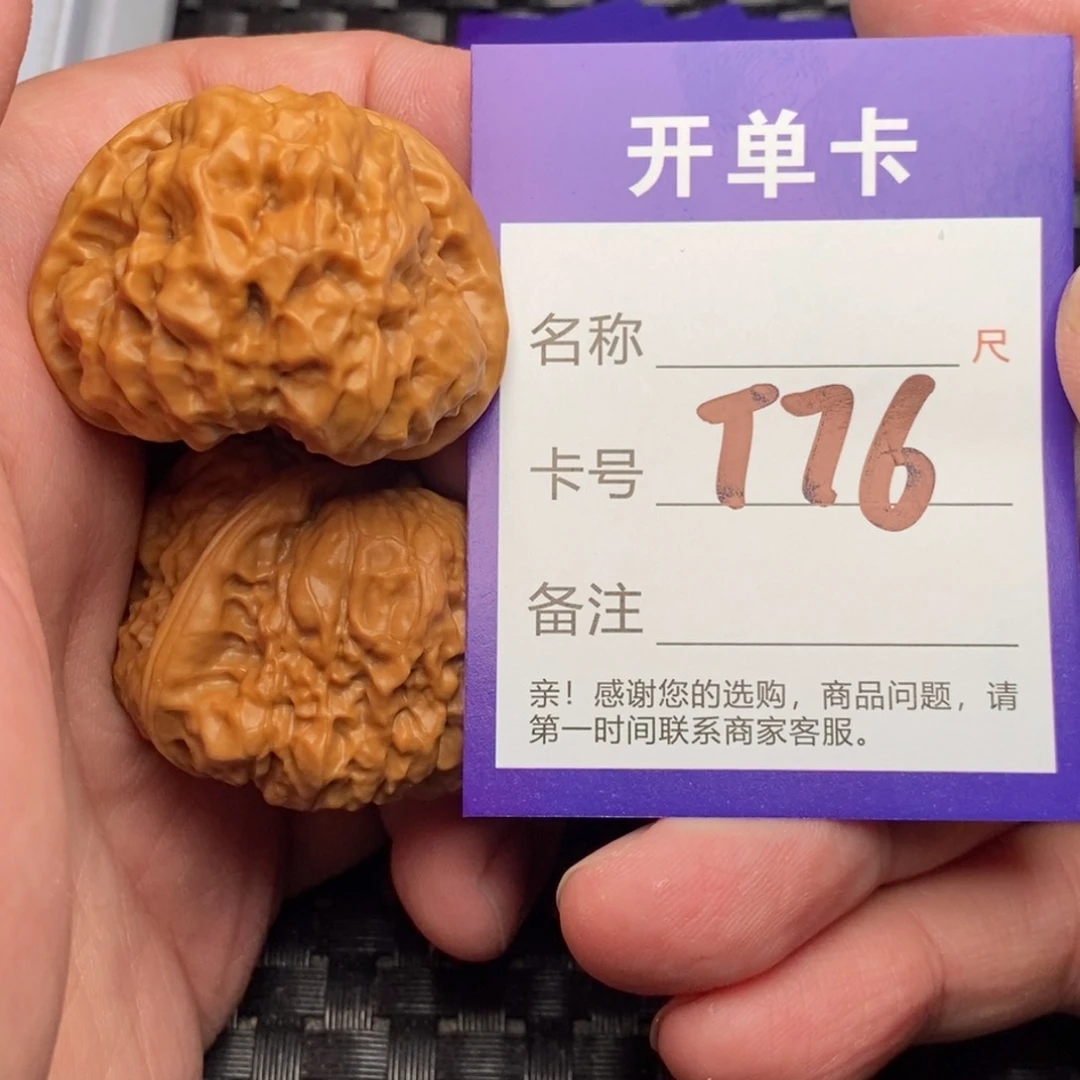 开单卡
名称 尺
卡号 176
备注
亲！感谢您的选购，商品问题，请
第一时间联系商家客服。